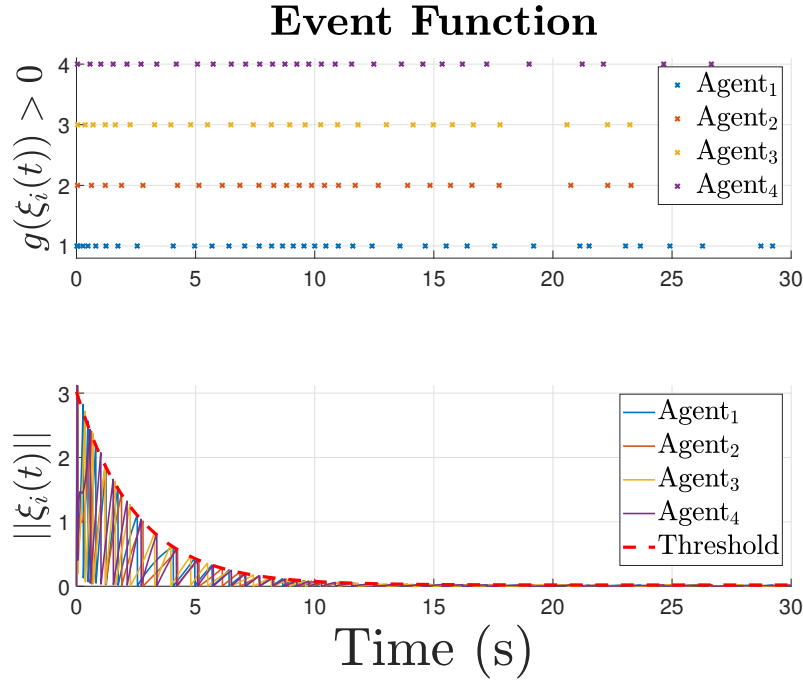 Event Function
g(ξᵢ(t)) > 0
4
3
2
1
0 5 10 15 20 25 30
Agent₁
Agent₂
Agent₃
Agent₄
||ξᵢ(t)||
3
2
1
0
0 5 10 15 20 25 30
Agent₁
Agent₂
Agent₃
Agent₄
Threshold
Time (s)